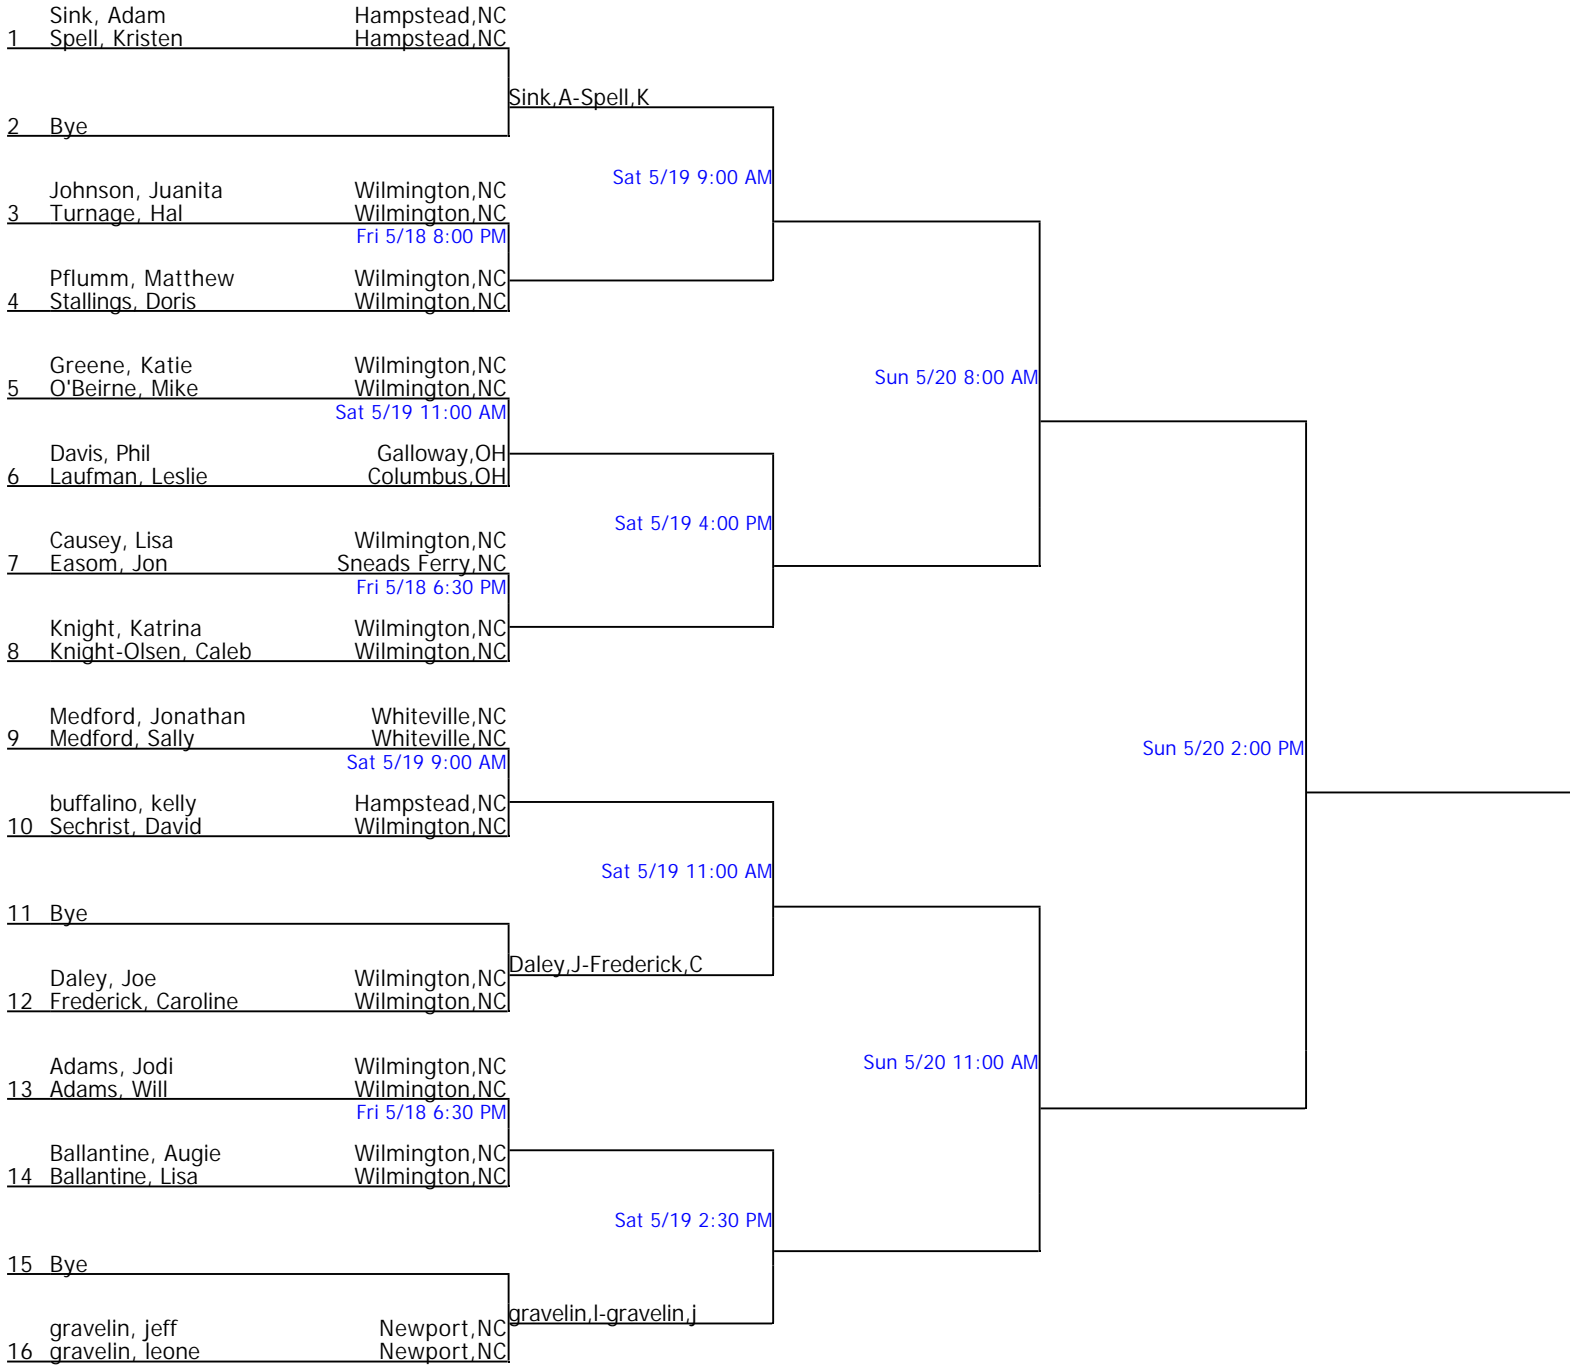 Sink, Adam Hampstead,NC
1 Spell, Kristen Hampstead,NC
Sink,A-Spell,K
2 Bye
Sat 5/19 9:00 AM
Johnson, Juanita Wilmington,NC
3 Turnage, Hal Wilmington,NC
Fri 5/18 8:00 PM
Pflumm, Matthew Wilmington,NC
4 Stallings, Doris Wilmington,NC
Greene, Katie Wilmington,NC
Sun 5/20 8:00 AM
5 O'Beirne, Mike Wilmington,NC
Sat 5/19 11:00 AM
Davis, Phil Galloway,OH
6 Laufman, Leslie Columbus,OH
Sat 5/19 4:00 PM
Causey, Lisa Wilmington,NC
7 Easom, Jon Sneads Ferry,NC
Fri 5/18 6:30 PM
Knight, Katrina Wilmington,NC
8 Knight-Olsen, Caleb Wilmington,NC
Medford, Jonathan Whiteville,NC
9 Medford, Sally Whiteville,NC
Sun 5/20 2:00 PM
Sat 5/19 9:00 AM
buffalino, kelly Hampstead,NC
10 Sechrist, David Wilmington,NC
Sat 5/19 11:00 AM
11 Bye
Daley,J-Frederick,C
Daley, Joe Wilmington,NC
12 Frederick, Caroline Wilmington,NC
Sun 5/20 11:00 AM
Adams, Jodi Wilmington,NC
13 Adams, Will Wilmington,NC
Fri 5/18 6:30 PM
Ballantine, Augie Wilmington,NC
14 Ballantine, Lisa Wilmington,NC
Sat 5/19 2:30 PM
15 Bye
gravelin,l-gravelin,j
gravelin, jeff Newport,NC
16 gravelin, leone Newport,NC